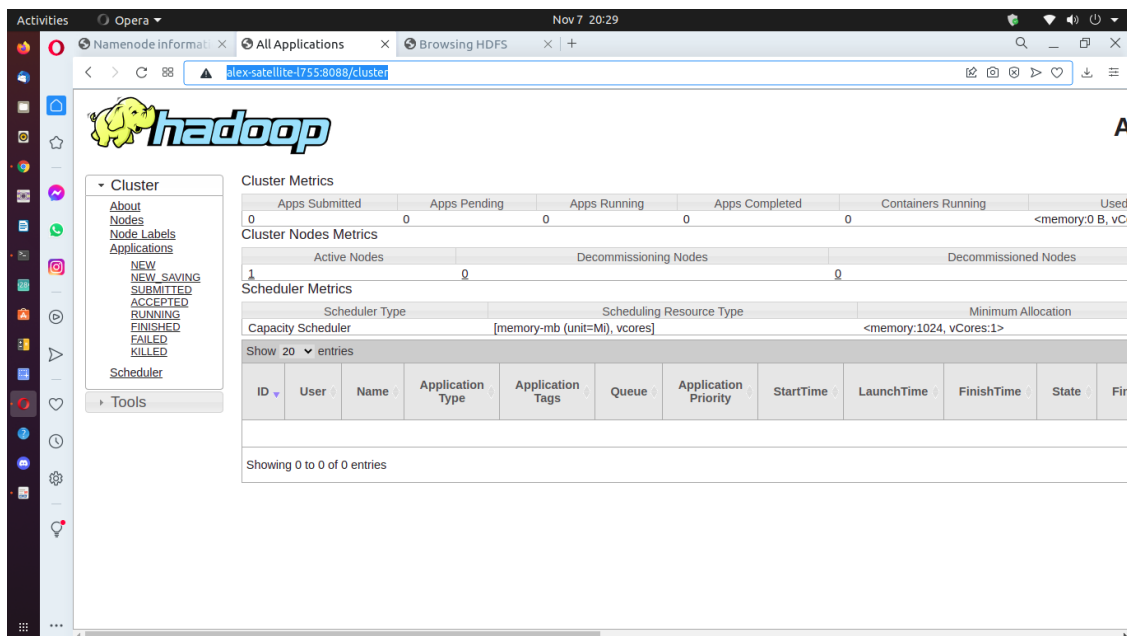 Activities Opera Nov 7 20:29
Namenode informati All Applications Browsing HDFS
alex-satellite-l755:8088/cluster
hadoop
A
Cluster
About
Nodes
Node Labels
Applications
NEW
NEW_SAVING
SUBMITTED
ACCEPTED
RUNNING
FINISHED
FAILED
KILLED
Scheduler
Tools
Cluster Metrics
Apps Submitted Apps Pending Apps Running Apps Completed Containers Running Used
0 0 0 0 0 <memory:0 B, vC
Cluster Nodes Metrics
Active Nodes Decommissioning Nodes Decommissioned Nodes
1 0 0
Scheduler Metrics
Scheduler Type Scheduling Resource Type Minimum Allocation
Capacity Scheduler [memory-mb (unit=Mi), vcores] <memory:1024, vCores:1>
Show 20 entries
ID User Name Application Type Application Tags Queue Application Priority StartTime LaunchTime FinishTime State Fin
Showing 0 to 0 of 0 entries